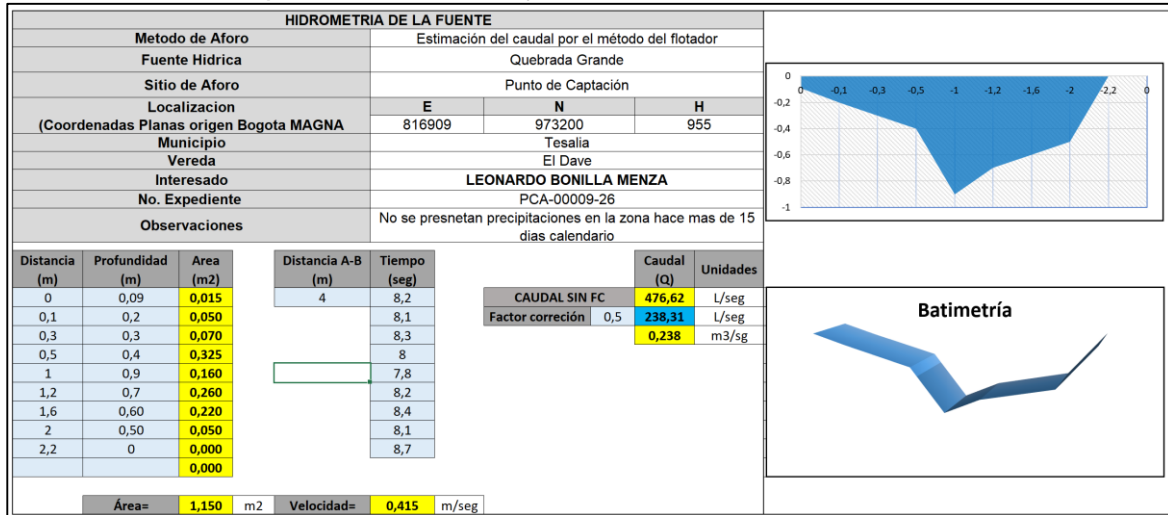 HIDROMETRIA DE LA FUENTE
Metodo de Aforo Estimación del caudal por el método del flotador
Fuente Hidrica Quebrada Grande
Sitio de Aforo Punto de Captación
Localizacion E N H
(Coordenadas Planas origen Bogota MAGNA 816909 973200 955
Municipio Tesalia
Vereda El Dave
Interesado LEONARDO BONILLA MENZA
No. Expediente PCA-00009-26
Observaciones No se presnetan precipitaciones en la zona hace mas de 15
dias calendario
Distancia (m) Profundidad (m) Area (m2) Distancia A-B (m) Tiempo (seg) Caudal (Q) Unidades
0 0,09 0,015 4 8,2 CAUDAL SIN FC 476,62 L/seg
0,1 0,2 0,050 8,1 Factor correción 0,5 238,31 L/seg
0,3 0,3 0,070 8,3 0,238 m3/sg
0,5 0,4 0,325 8
1 0,9 0,160 7,8
1,2 0,7 0,260 8,2
1,6 0,60 0,220 8,4
2 0,50 0,050 8,1
2,2 0 0,000 8,7
0,000
Área= 1,150 m2 Velocidad= 0,415 m/seg
0
0 -0,1 -0,3 -0,5 -1 -1,2 -1,6 -2 -2,2 0
-0,2
-0,4
-0,6
-0,8
-1
Batimetría